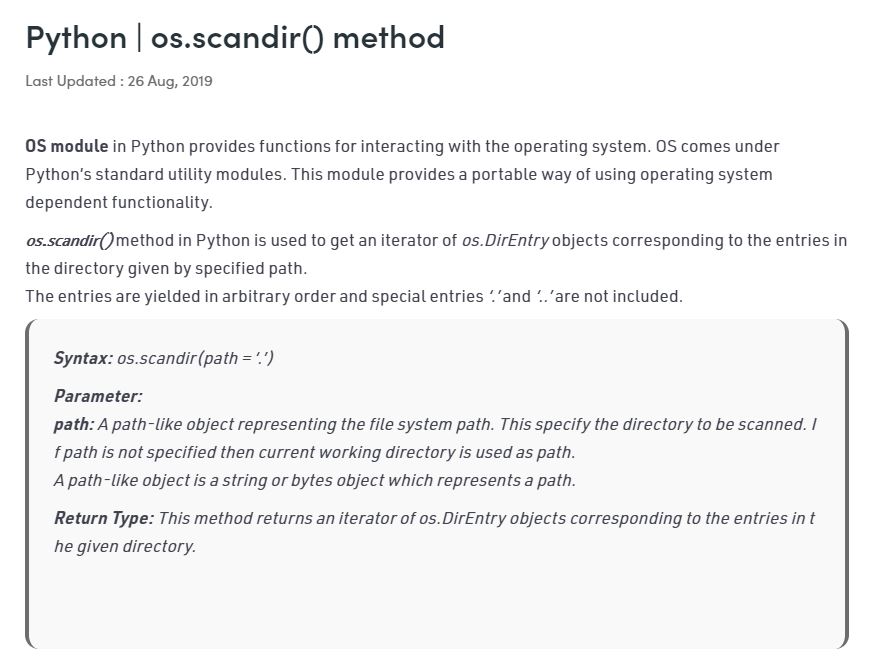 Python | os.scandir() method
Last Updated : 26 Aug, 2019
OS module in Python provides functions for interacting with the operating system. OS comes under
Python’s standard utility modules. This module provides a portable way of using operating system
dependent functionality.
os.scandir() method in Python is used to get an iterator of os.DirEntry objects corresponding to the entries in
the directory given by specified path.
The entries are yielded in arbitrary order and special entries ‘.’ and ‘..’ are not included.
Syntax: os.scandir(path = ‘.’)
Parameter:
path: A path-like object representing the file system path. This specify the directory to be scanned. I
f path is not specified then current working directory is used as path.
A path-like object is a string or bytes object which represents a path.
Return Type: This method returns an iterator of os.DirEntry objects corresponding to the entries in t
he given directory.